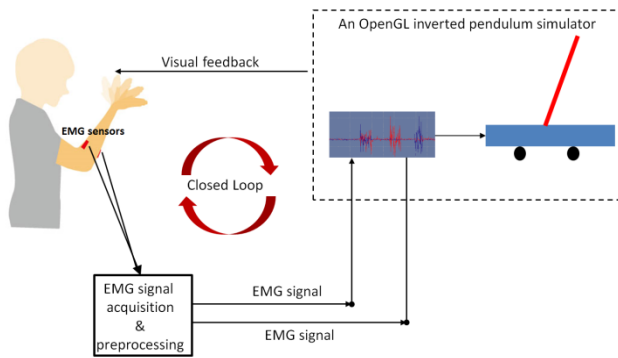 An OpenGL inverted pendulum simulator
Visual feedback
EMG sensors
Closed Loop
EMG signal
acquisition
&
preprocessing
EMG signal
EMG signal